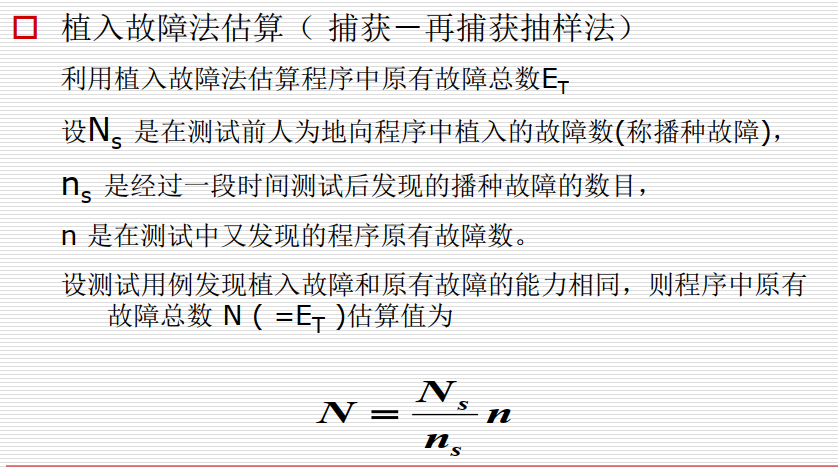 植入故障法估算（ 捕获－再捕获抽样法）
利用植入故障法估算程序中原有故障总数E_T
设N_s 是在测试前人为地向程序中植入的故障数(称播种故障)，
n_s 是经过一段时间测试后发现的播种故障的数目，
n 是在测试中又发现的程序原有故障数。
设测试用例发现植入故障和原有故障的能力相同，则程序中原有
故障总数 N ( =E_T )估算值为
N = \frac{N_s}{n_s} n